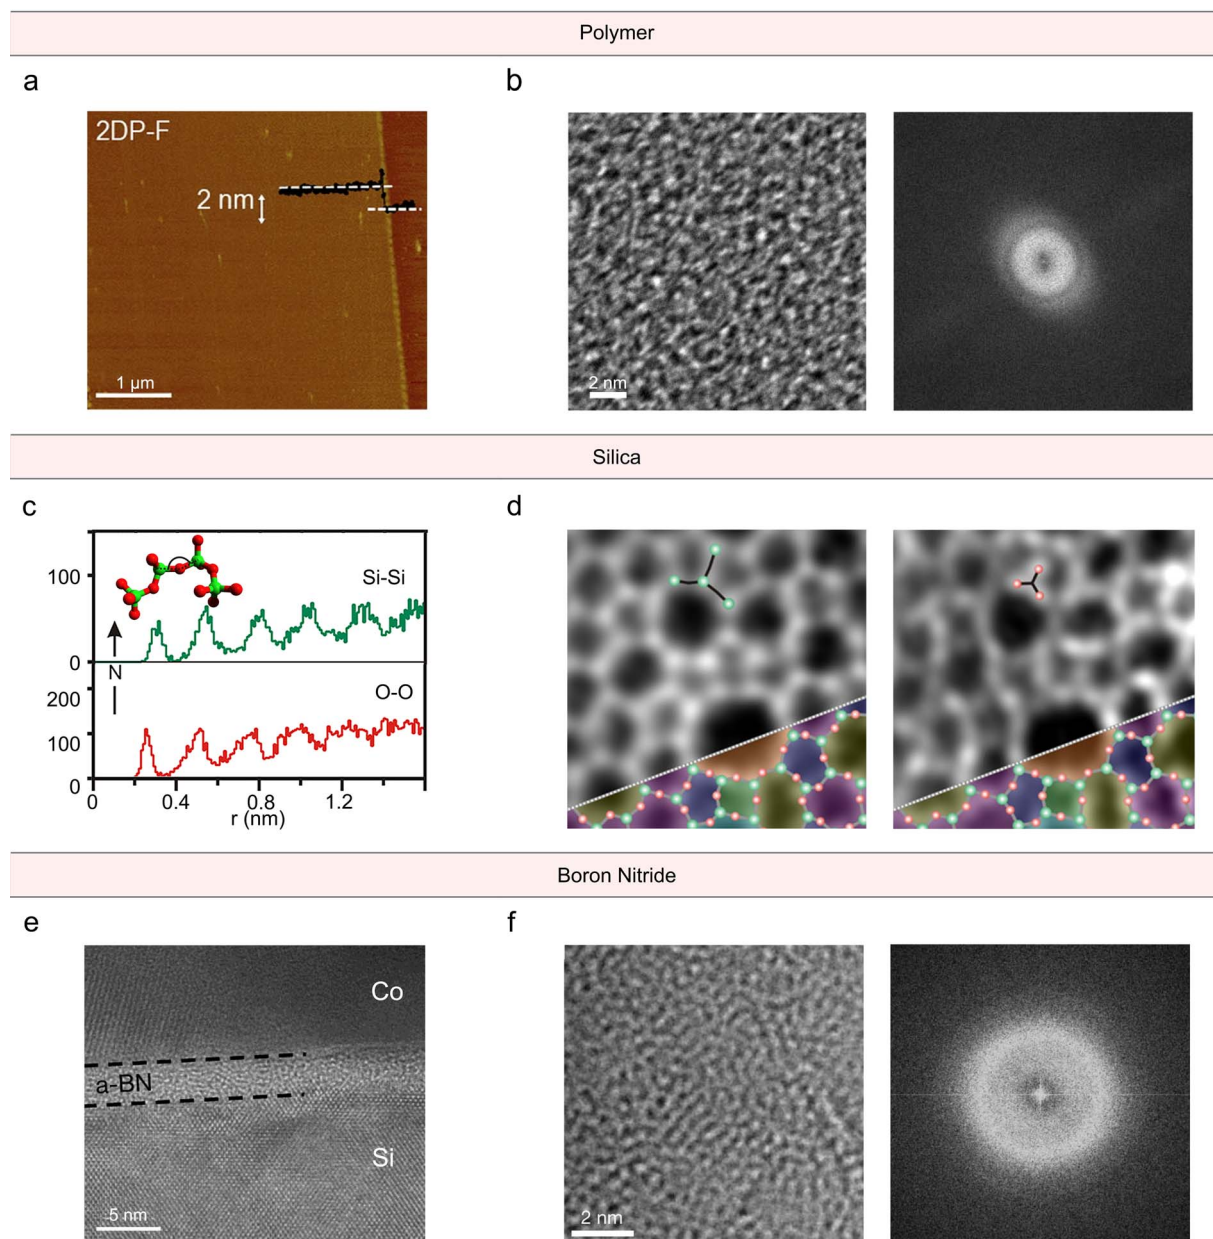 Polymer
a
b
2DP-F
2 nm
1 μm
2 nm
Silica
c
d
100
Si-Si
0
N
200
O-O
100
0
0 0.4 0.8 1.2
r (nm)
Boron Nitride
e
f
Co
a-BN
Si
5 nm
2 nm